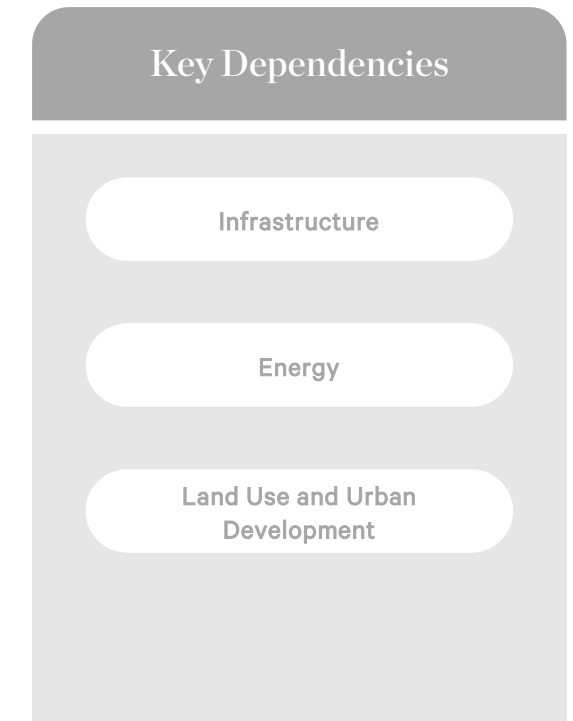 Key Dependencies
Infrastructure
Energy
Land Use and Urban
Development